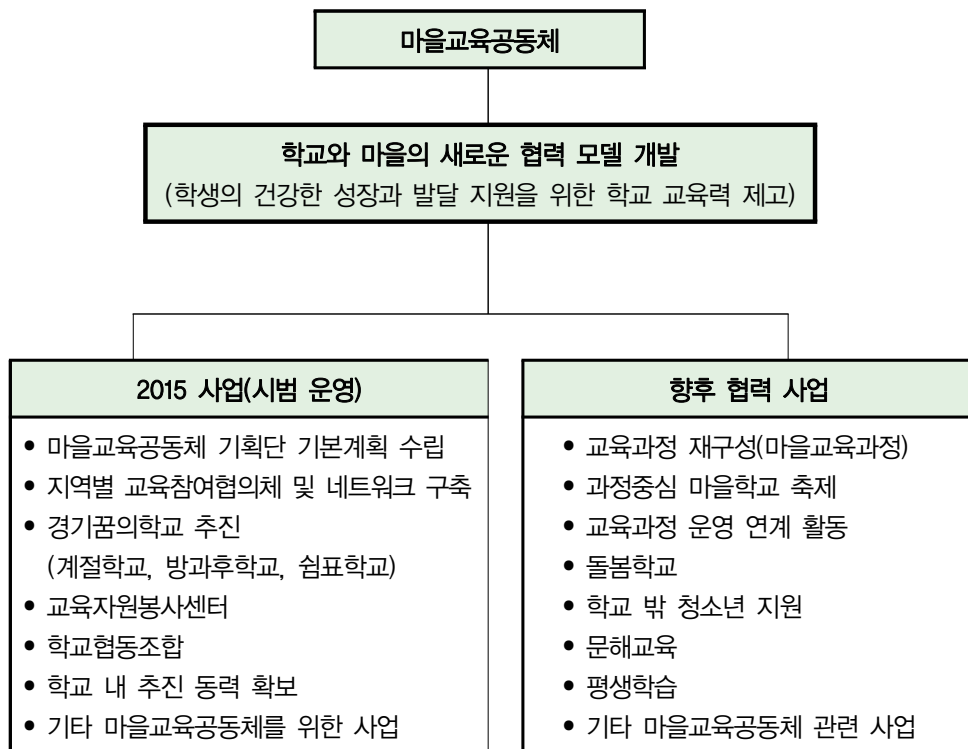 마을교육공동체
학교와 마을의 새로운 협력 모델 개발
(학생의 건강한 성장과 발달 지원을 위한 학교 교육력 제고)
2015 사업(시범 운영)
• 마을교육공동체 기획단 기본계획 수립
• 지역별 교육참여협의체 및 네트워크 구축
• 경기꿈의학교 추진
(계절학교, 방과후학교, 쉼표학교)
• 교육자원봉사센터
• 학교협동조합
• 학교 내 추진 동력 확보
• 기타 마을교육공동체를 위한 사업
향후 협력 사업
• 교육과정 재구성(마을교육과정)
• 과정중심 마을학교 축제
• 교육과정 운영 연계 활동
• 돌봄학교
• 학교 밖 청소년 지원
• 문해교육
• 평생학습
• 기타 마을교육공동체 관련 사업